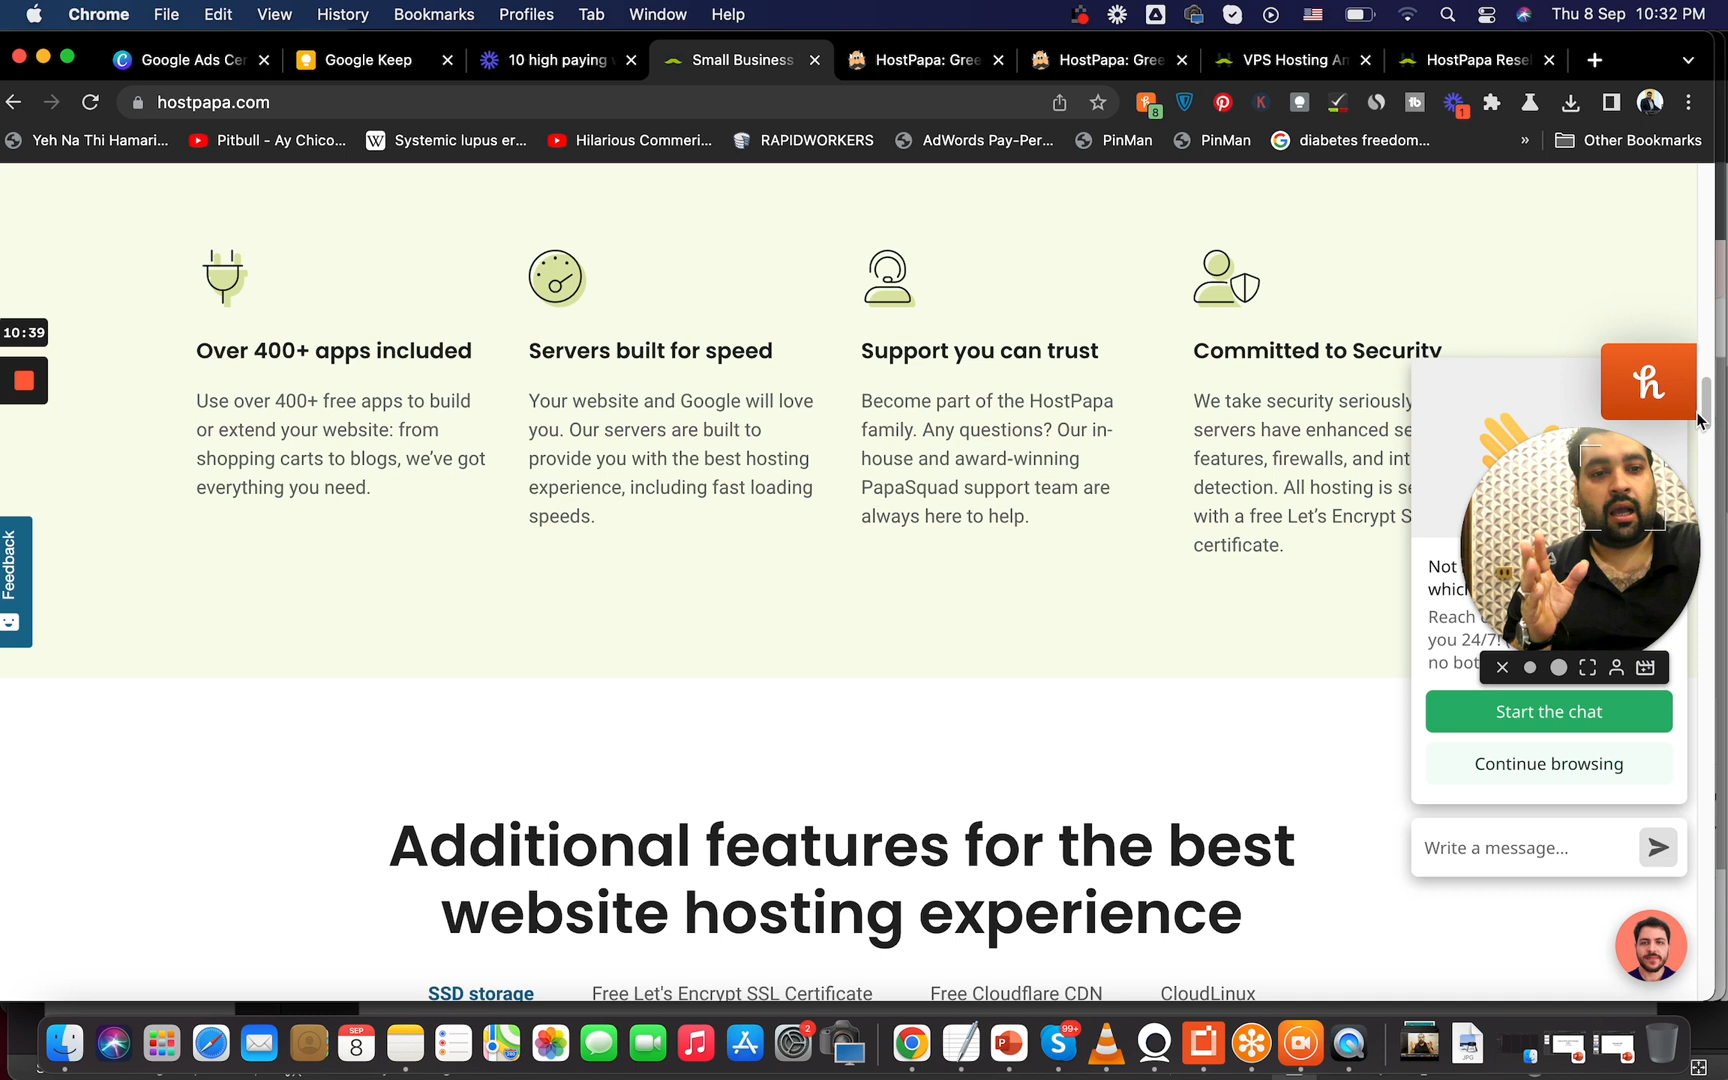 Chrome File Edit View History Bookmarks Profiles Tab Window Help Thu 8 Sep 10:32 PM
Google Ads Cer Google Keep 10 high paying Small Business HostPapa: Gree HostPapa: Gree VPS Hosting An HostPapa Rese
hostpapa.com 8 1
Yeh Na Thi Hamari... Pitbull - Ay Chico... Systemic lupus er... Hilarious Commeri... RAPIDWORKERS AdWords Pay-Per... PinMan PinMan diabetes freedom... » Other Bookmarks
10:39
Feedback
Over 400+ apps included
Use over 400+ free apps to build
or extend your website: from
shopping carts to blogs, we've got
everything you need.
Servers built for speed
Your website and Google will love
you. Our servers are built to
provide you with the best hosting
experience, including fast loading
speeds.
Support you can trust
Become part of the HostPapa
family. Any questions? Our in-
house and award-winning
PapaSquad support team are
always here to help.
Committed to Security
We take security seriously
servers have enhanced se
features, firewalls, and int
detection. All hosting is se
with a free Let's Encrypt S
certificate.
Not
which
Reach
you 24/7!
no bot
Start the chat
Continue browsing
Write a message...
Additional features for the best
website hosting experience
SSD storage Free Let's Encrypt SSL Certificate Free Cloudflare CDN CloudLinux
SEP
8 2 99+
JPG